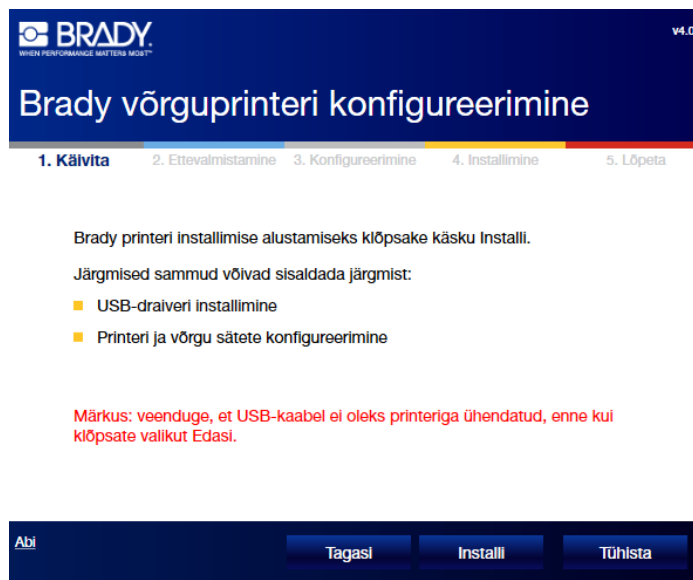 BRADY.
WHEN PERFORMANCE MATTERS MOST™
v4.0
Brady võrguprinteri konfigureerimine
1. Käivita 2. Ettevalmistamine 3. Konfigureerimine 4. Installimine 5. Lõpeta
Brady printeri installimise alustamiseks klõpsake käsku Installi.
Järgmised sammud võivad sisaldada järgmist:
USB-draiveri installimine
Printeri ja võrgu sätete konfigureerimine
Märkus: veenduge, et USB-kaabel ei oleks printeriga ühendatud, enne kui
klõpsate valikut Edasi.
Abi Tagasi Installi Tühista